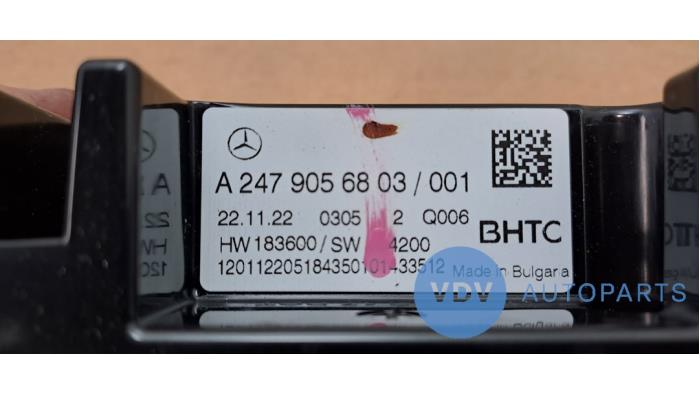 A 247 905 68 03 / 001
22.11.22 0305 2 Q006
HW 183600 / SW 4200
BHTC
Made in Bulgaria
VDV AUTOPARTS